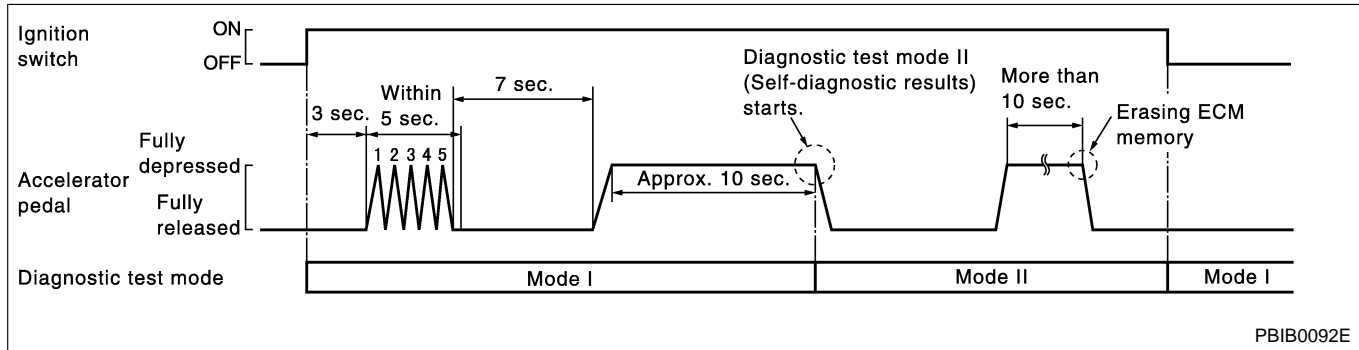 Ignition
switch
ON
OFF
3 sec.
Within
5 sec.
7 sec.
Diagnostic test mode II
(Self-diagnostic results)
starts.
More than
10 sec.
Erasing ECM
memory
Accelerator
pedal
Fully
depressed
Fully
released
1 2 3 4 5
Approx. 10 sec.
Diagnostic test mode
Mode I
Mode II
Mode I
PBIB0092E